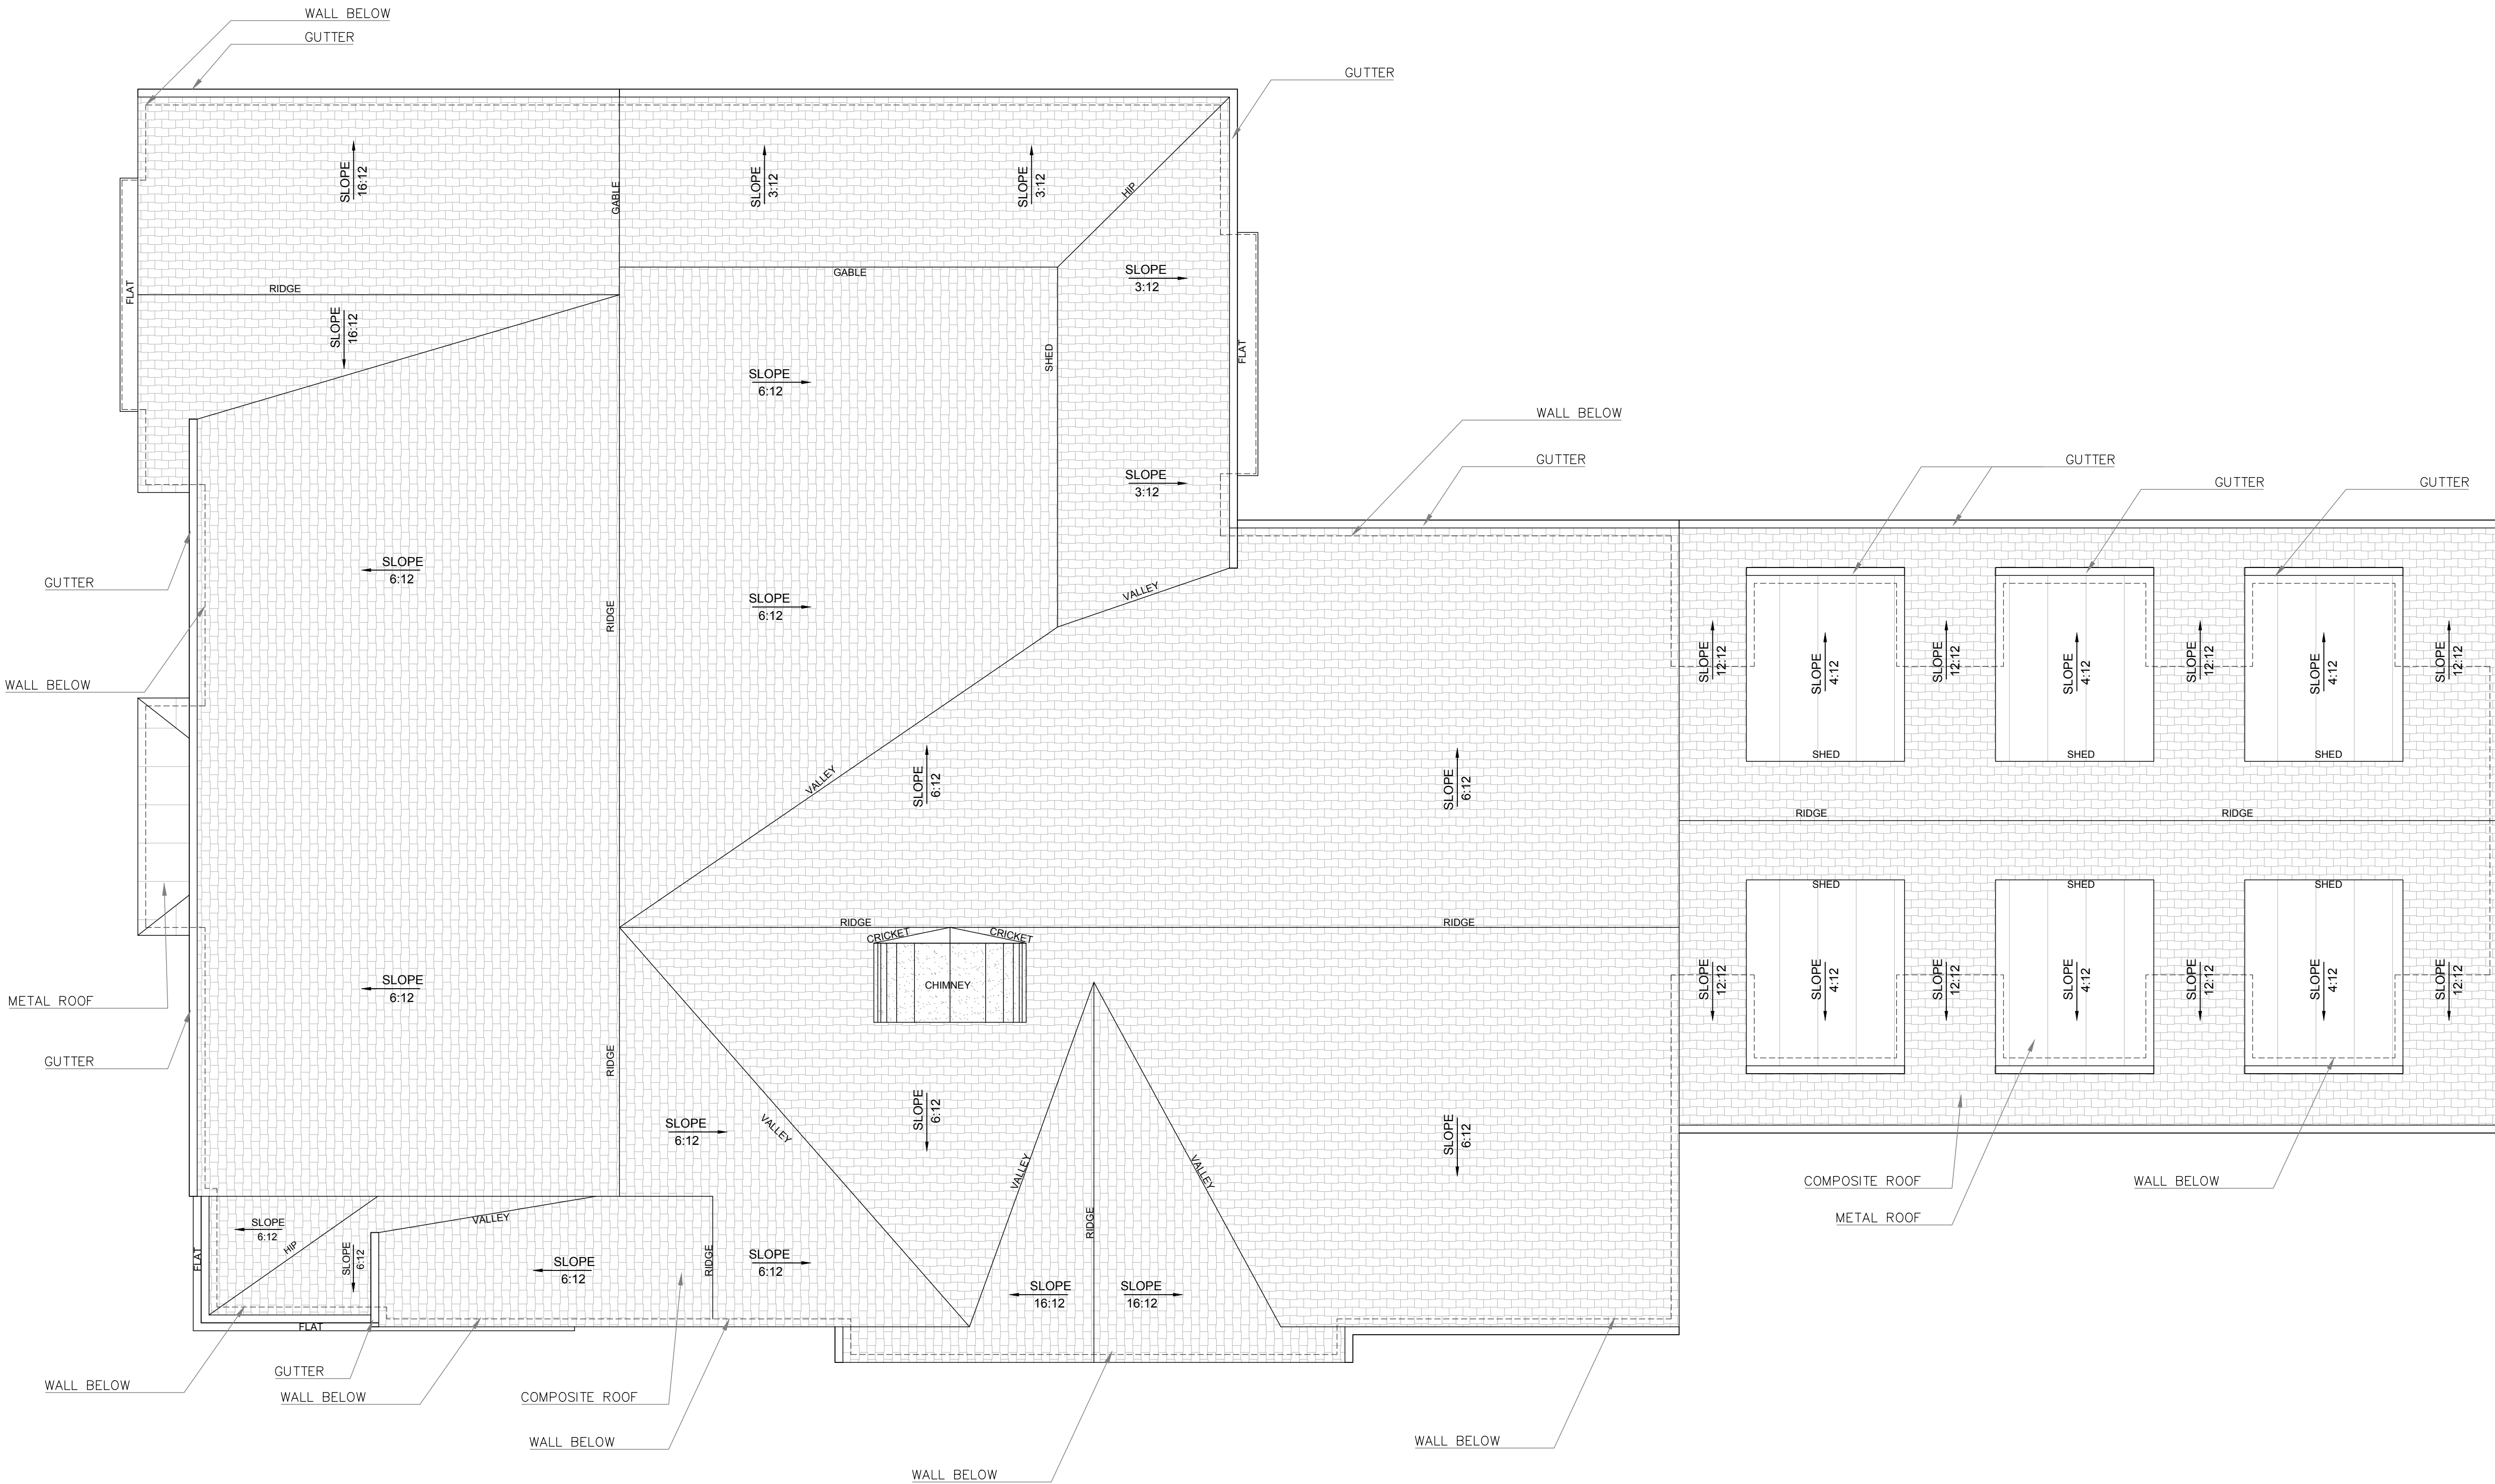 WALL BELOW
GUTTER
GUTTER
SLOPE
16:12
GABLE
SLOPE
3:12
SLOPE
3:12
HIP
FLAT
RIDGE
GABLE
SLOPE
3:12
SLOPE
16:12
SHED
FLAT
SLOPE
6:12
WALL BELOW
GUTTER
GUTTER
GUTTER
GUTTER
SLOPE
3:12
SLOPE
6:12
GUTTER
RIDGE
SLOPE
6:12
VALLEY
WALL BELOW
SLOPE
12:12
SLOPE
4:12
SLOPE
12:12
SLOPE
4:12
SLOPE
12:12
SLOPE
4:12
SLOPE
12:12
SHED
SHED
SHED
VALLEY
SLOPE
6:12
SLOPE
6:12
RIDGE
RIDGE
SHED
SHED
SHED
RIDGE
RIDGE
CRICKET
CRICKET
CHIMNEY
METAL ROOF
SLOPE
6:12
GUTTER
RIDGE
SLOPE
12:12
SLOPE
4:12
SLOPE
12:12
SLOPE
4:12
SLOPE
12:12
SLOPE
4:12
SLOPE
12:12
SLOPE
6:12
VALLEY
SLOPE
6:12
SLOPE
6:12
VALLEY
VALLEY
COMPOSITE ROOF
WALL BELOW
METAL ROOF
SLOPE
6:12
VALLEY
RIDGE
HIP
SLOPE
6:12
FLAT
SLOPE
6:12
RIDGE
SLOPE
6:12
SLOPE
16:12
SLOPE
16:12
FLAT
GUTTER
WALL BELOW
WALL BELOW
COMPOSITE ROOF
WALL BELOW
WALL BELOW
WALL BELOW